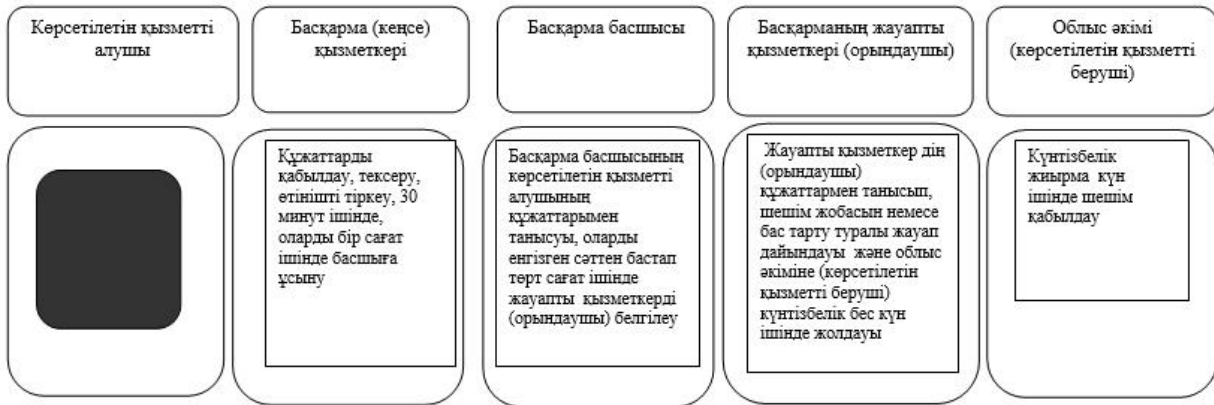 Көрсетілетін қызметті
алушы
Басқарма (кеңсе)
қызметкері
Басқарма басшысы
Басқарманың жауапты
қызметкері (орындаушы)
Облыс әкімі
(көрсетілетін қызметті
беруші)
Құжаттарды
қабылдау, тексеру,
өтінішті тіркеу, 30
минут ішінде,
оларды бір сағат
ішінде басшыға
ұсыну
Басқарма басшысының
көрсетілетін қызметті
алушының
құжаттарымен
танысуы, оларды
енгізген сәттен бастап
төрт сағат ішінде
жауапты қызметкерді
(орындаушы) белгілеу
Жауапты қызметкер дің
(орындаушы)
құжаттармен танысып,
шешім жобасын немесе
бас тарту туралы жауап
дайындауы және облыс
әкіміне (көрсетілетін
қызметті беруші)
күнтізбелік бес күн
ішінде жолдауы
Күнтізбелік
жиырма күн
ішінде шешім
қабылдау